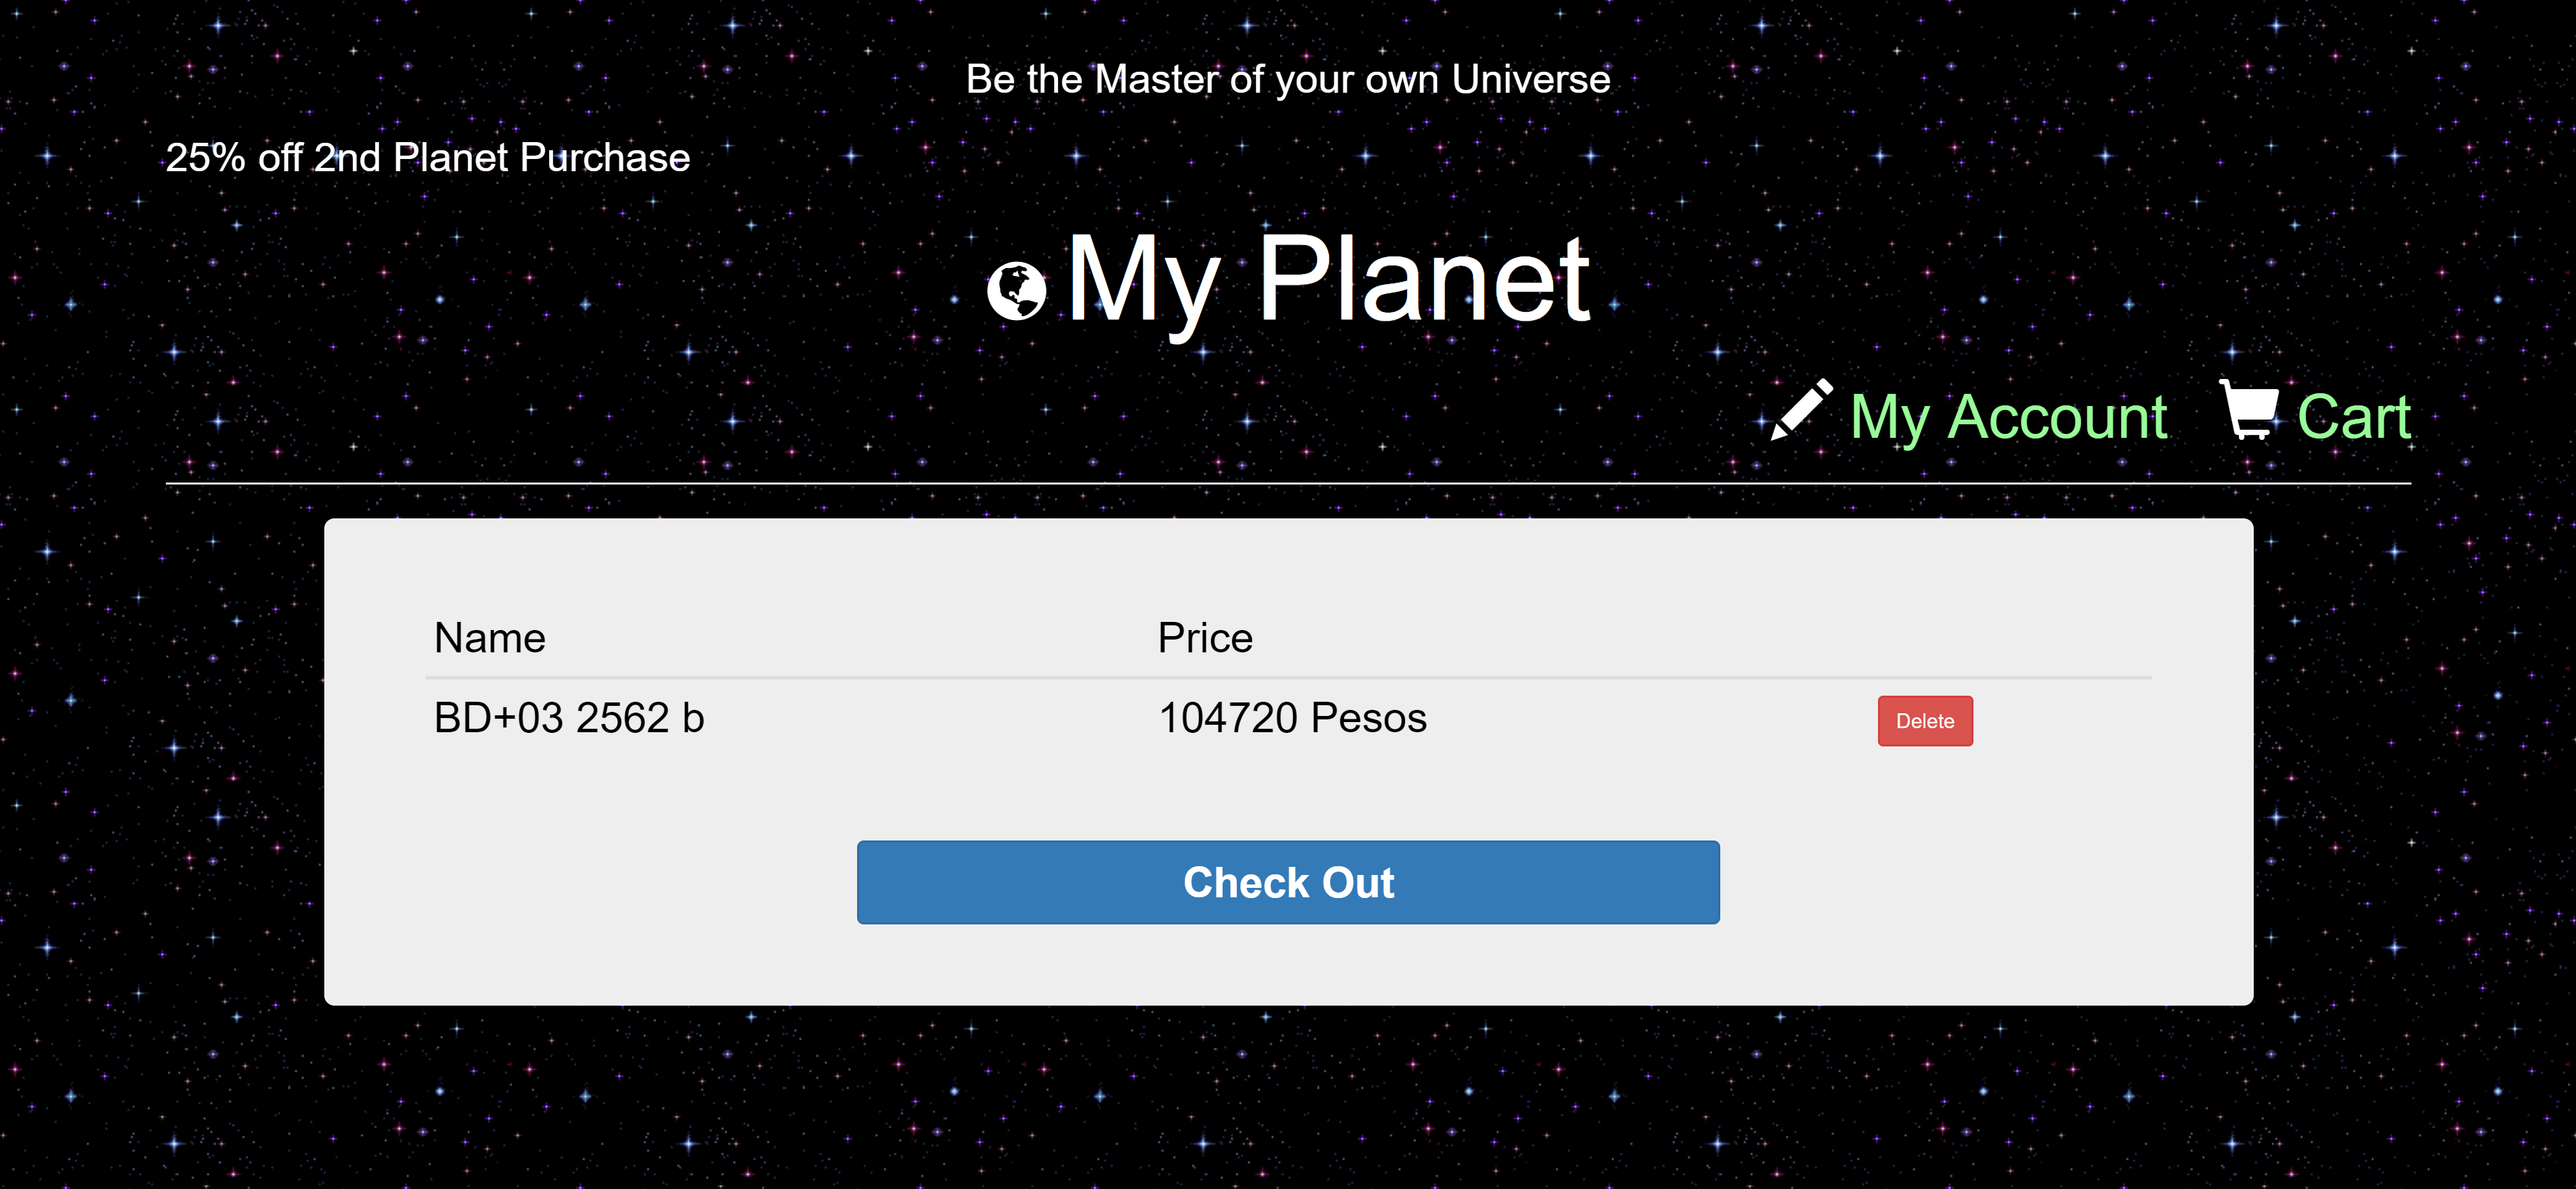 Be the Master of your own Universe
25% off 2nd Planet Purchase
My Planet
My Account Cart
Name Price
BD+03 2562 b 104720 Pesos Delete
Check Out